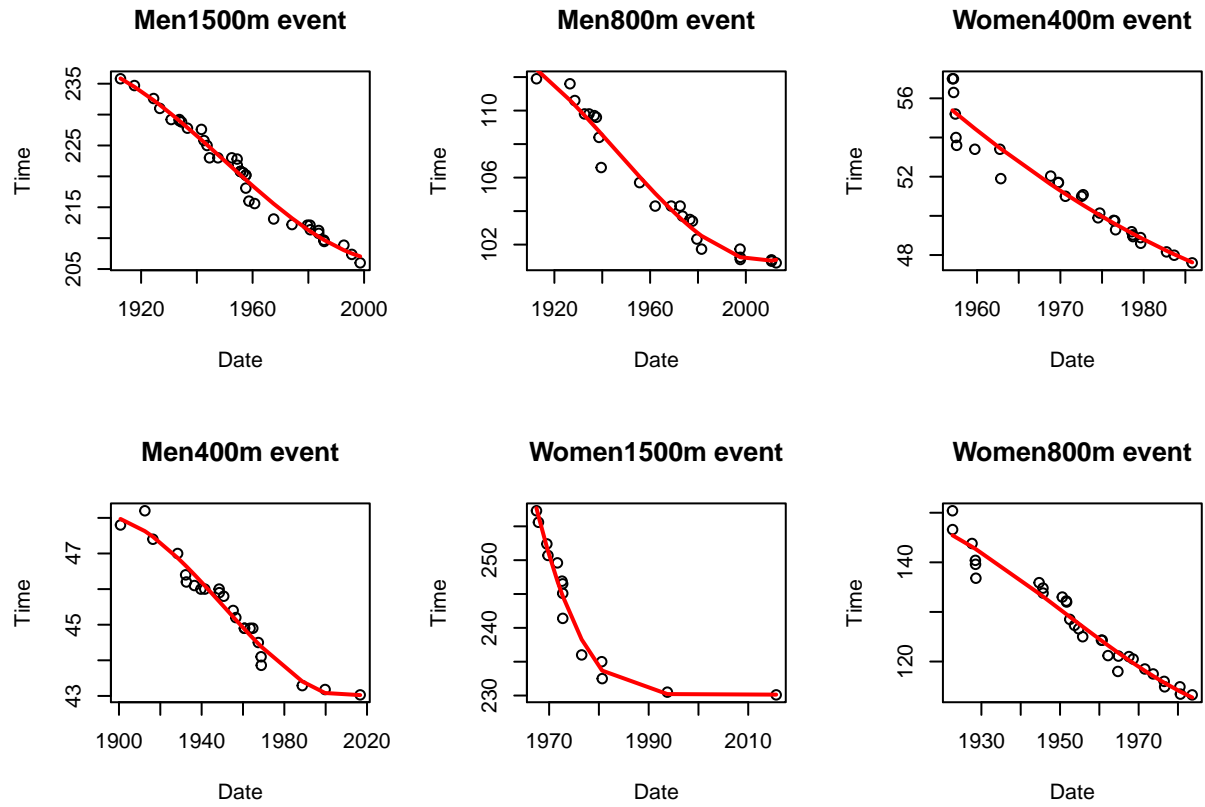 Men1500m event
Men800m event
Women400m event
Time
205 215 225 235
1920 1960 2000
Date
Time
102 106 110
1920 1960 2000
Date
Time
48 52 56
1960 1970 1980
Date
Men400m event
Women1500m event
Women800m event
Time
43 45 47
1900 1940 1980 2020
Date
Time
230 240 250
1970 1990 2010
Date
Time
120 140
1930 1950 1970
Date